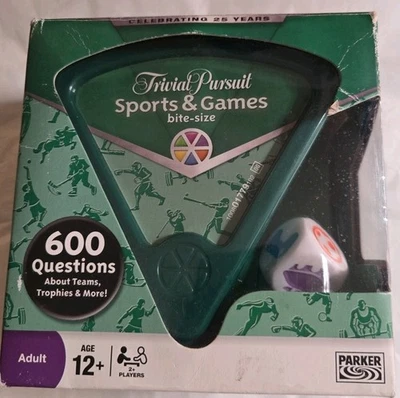 CELEBRATING 25 YEARS
Trivial Pursuit
Sports & Games
bite-size
600
Questions
About Teams,
Trophies & More!
Adult
AGE
12+
2+
PLAYERS
PARKER